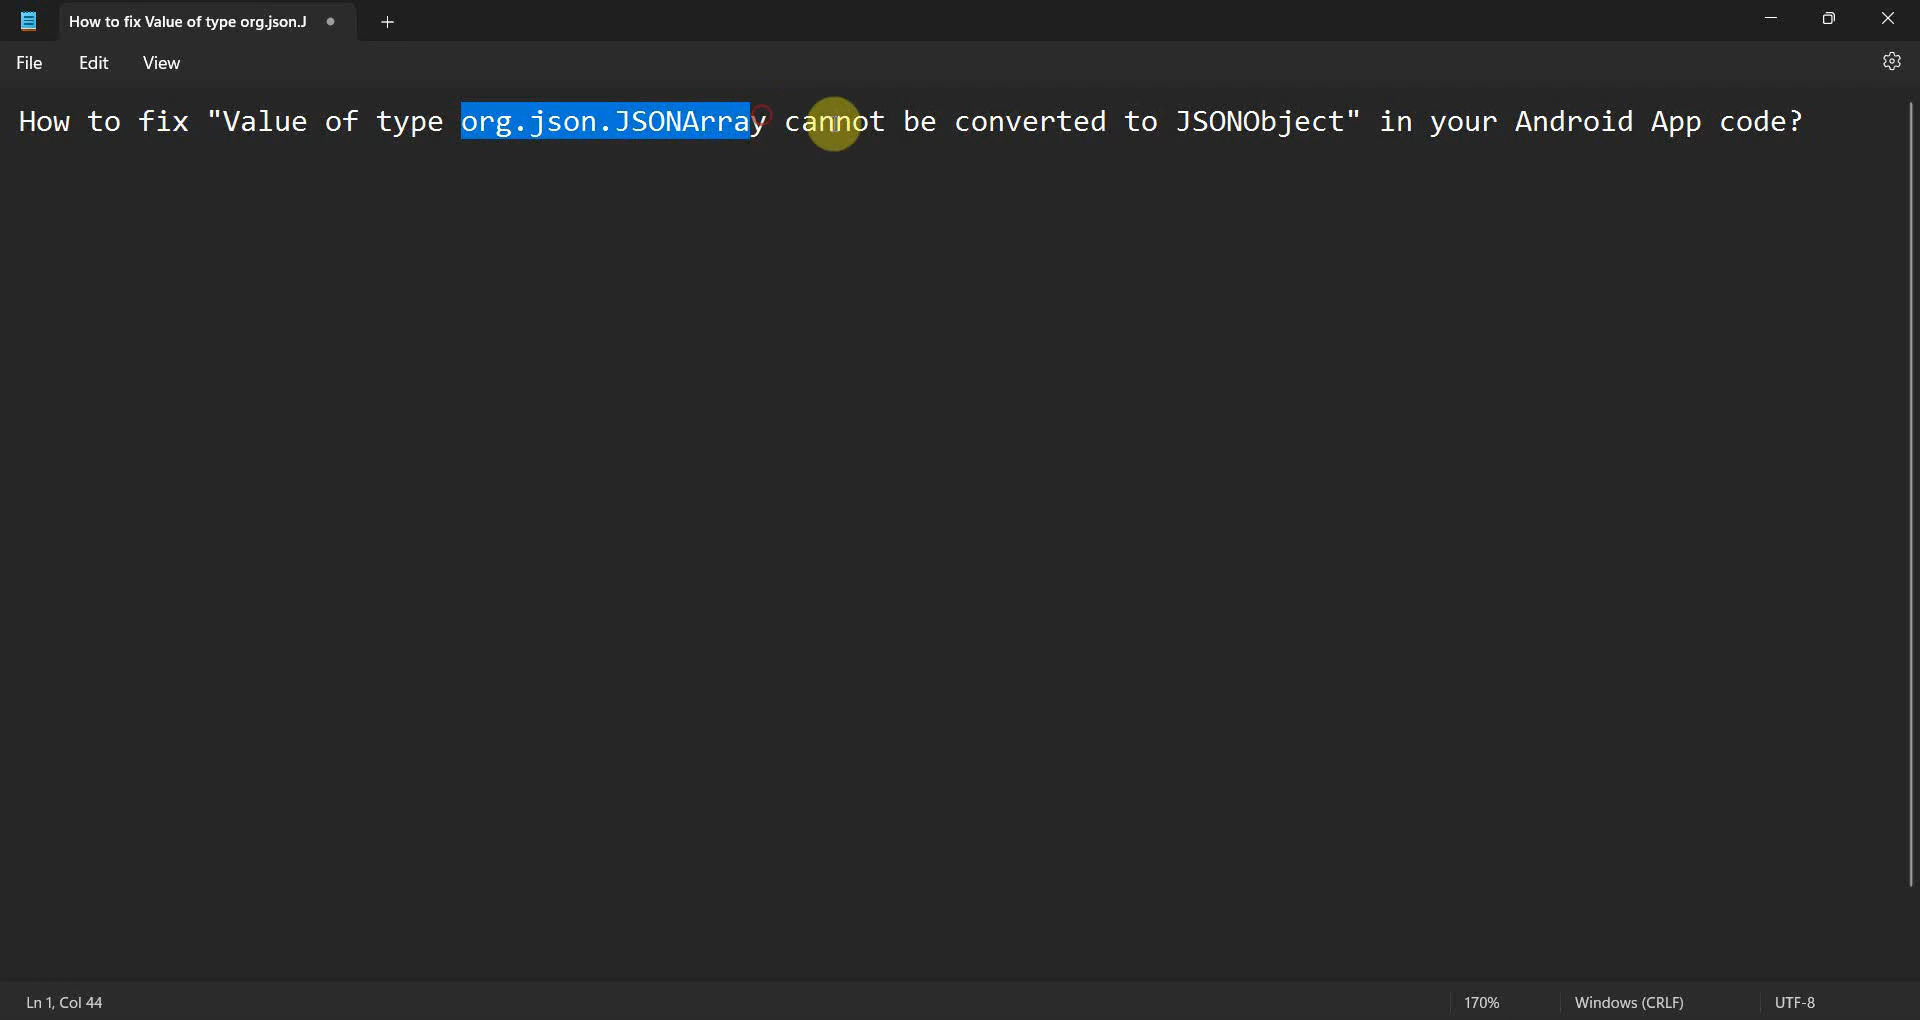 How to fix Value of type org.json.J
File Edit View
How to fix "Value of type org.json.JSONArray cannot be converted to JSONObject" in your Android App code?
Ln 1, Col 44 170% Windows (CRLF) UTF-8